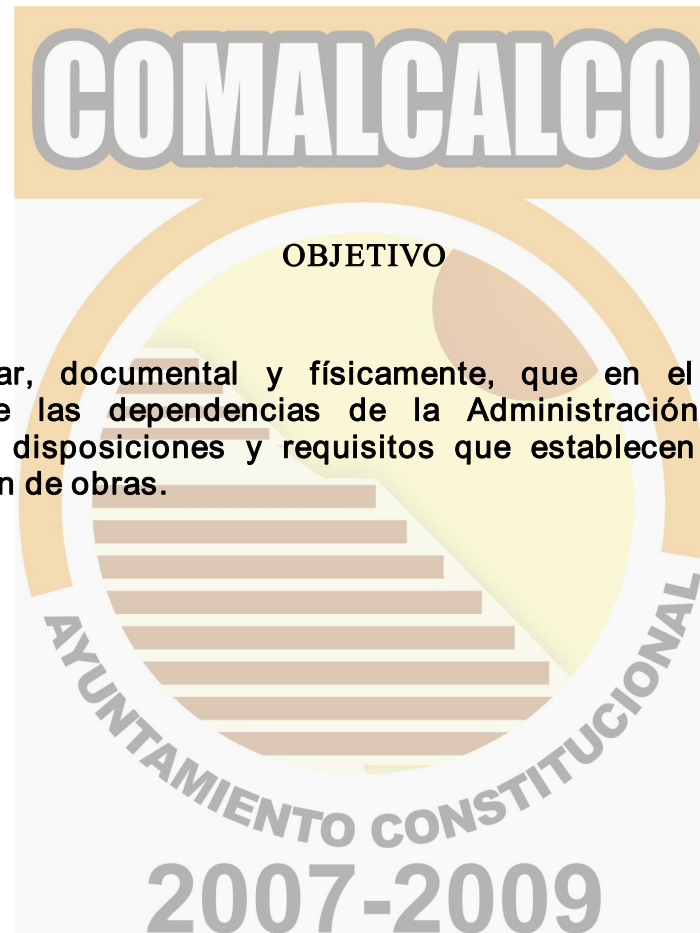 COMALCALCO
OBJETIVO
ar, documental y físicamente, que en el
e las dependencias de la Administración
disposiciones y requisitos que establecen
n de obras.
AYUNTAMIENTO CONSTITUCIONAL
2007-2009